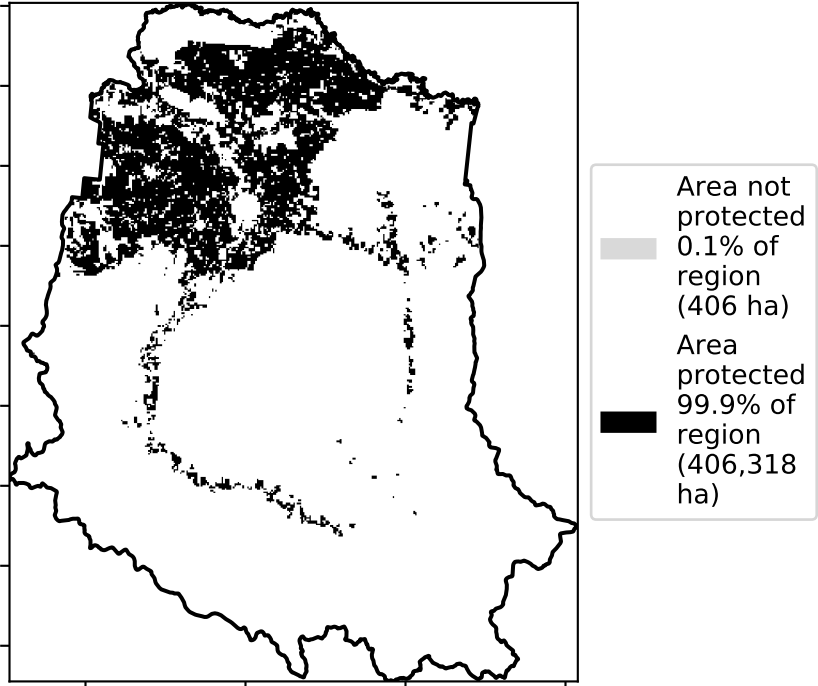 Area not
protected
0.1% of
region
(406 ha)
Area
protected
99.9% of
region
(406,318
ha)